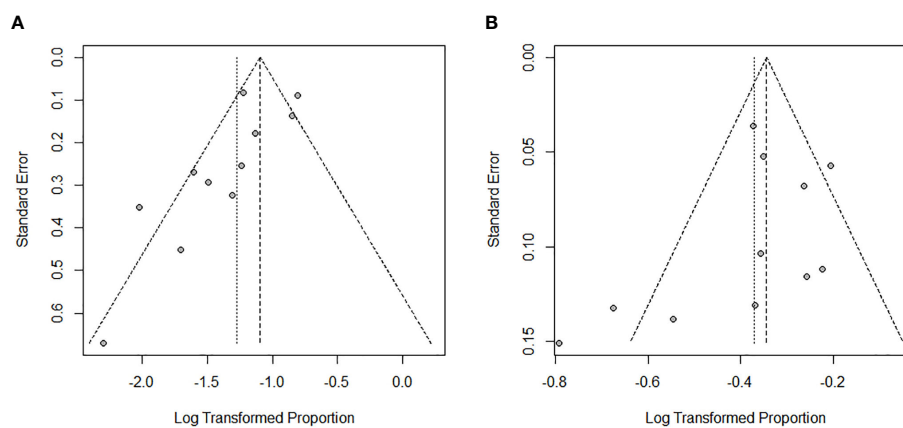 A
B
0.0
0.1
0.2
0.3
0.4
0.5
0.6
Standard Error
-2.0 -1.5 -1.0 -0.5 0.0
Log Transformed Proportion
0.00
0.05
0.10
0.15
Standard Error
-0.8 -0.6 -0.4 -0.2
Log Transformed Proportion